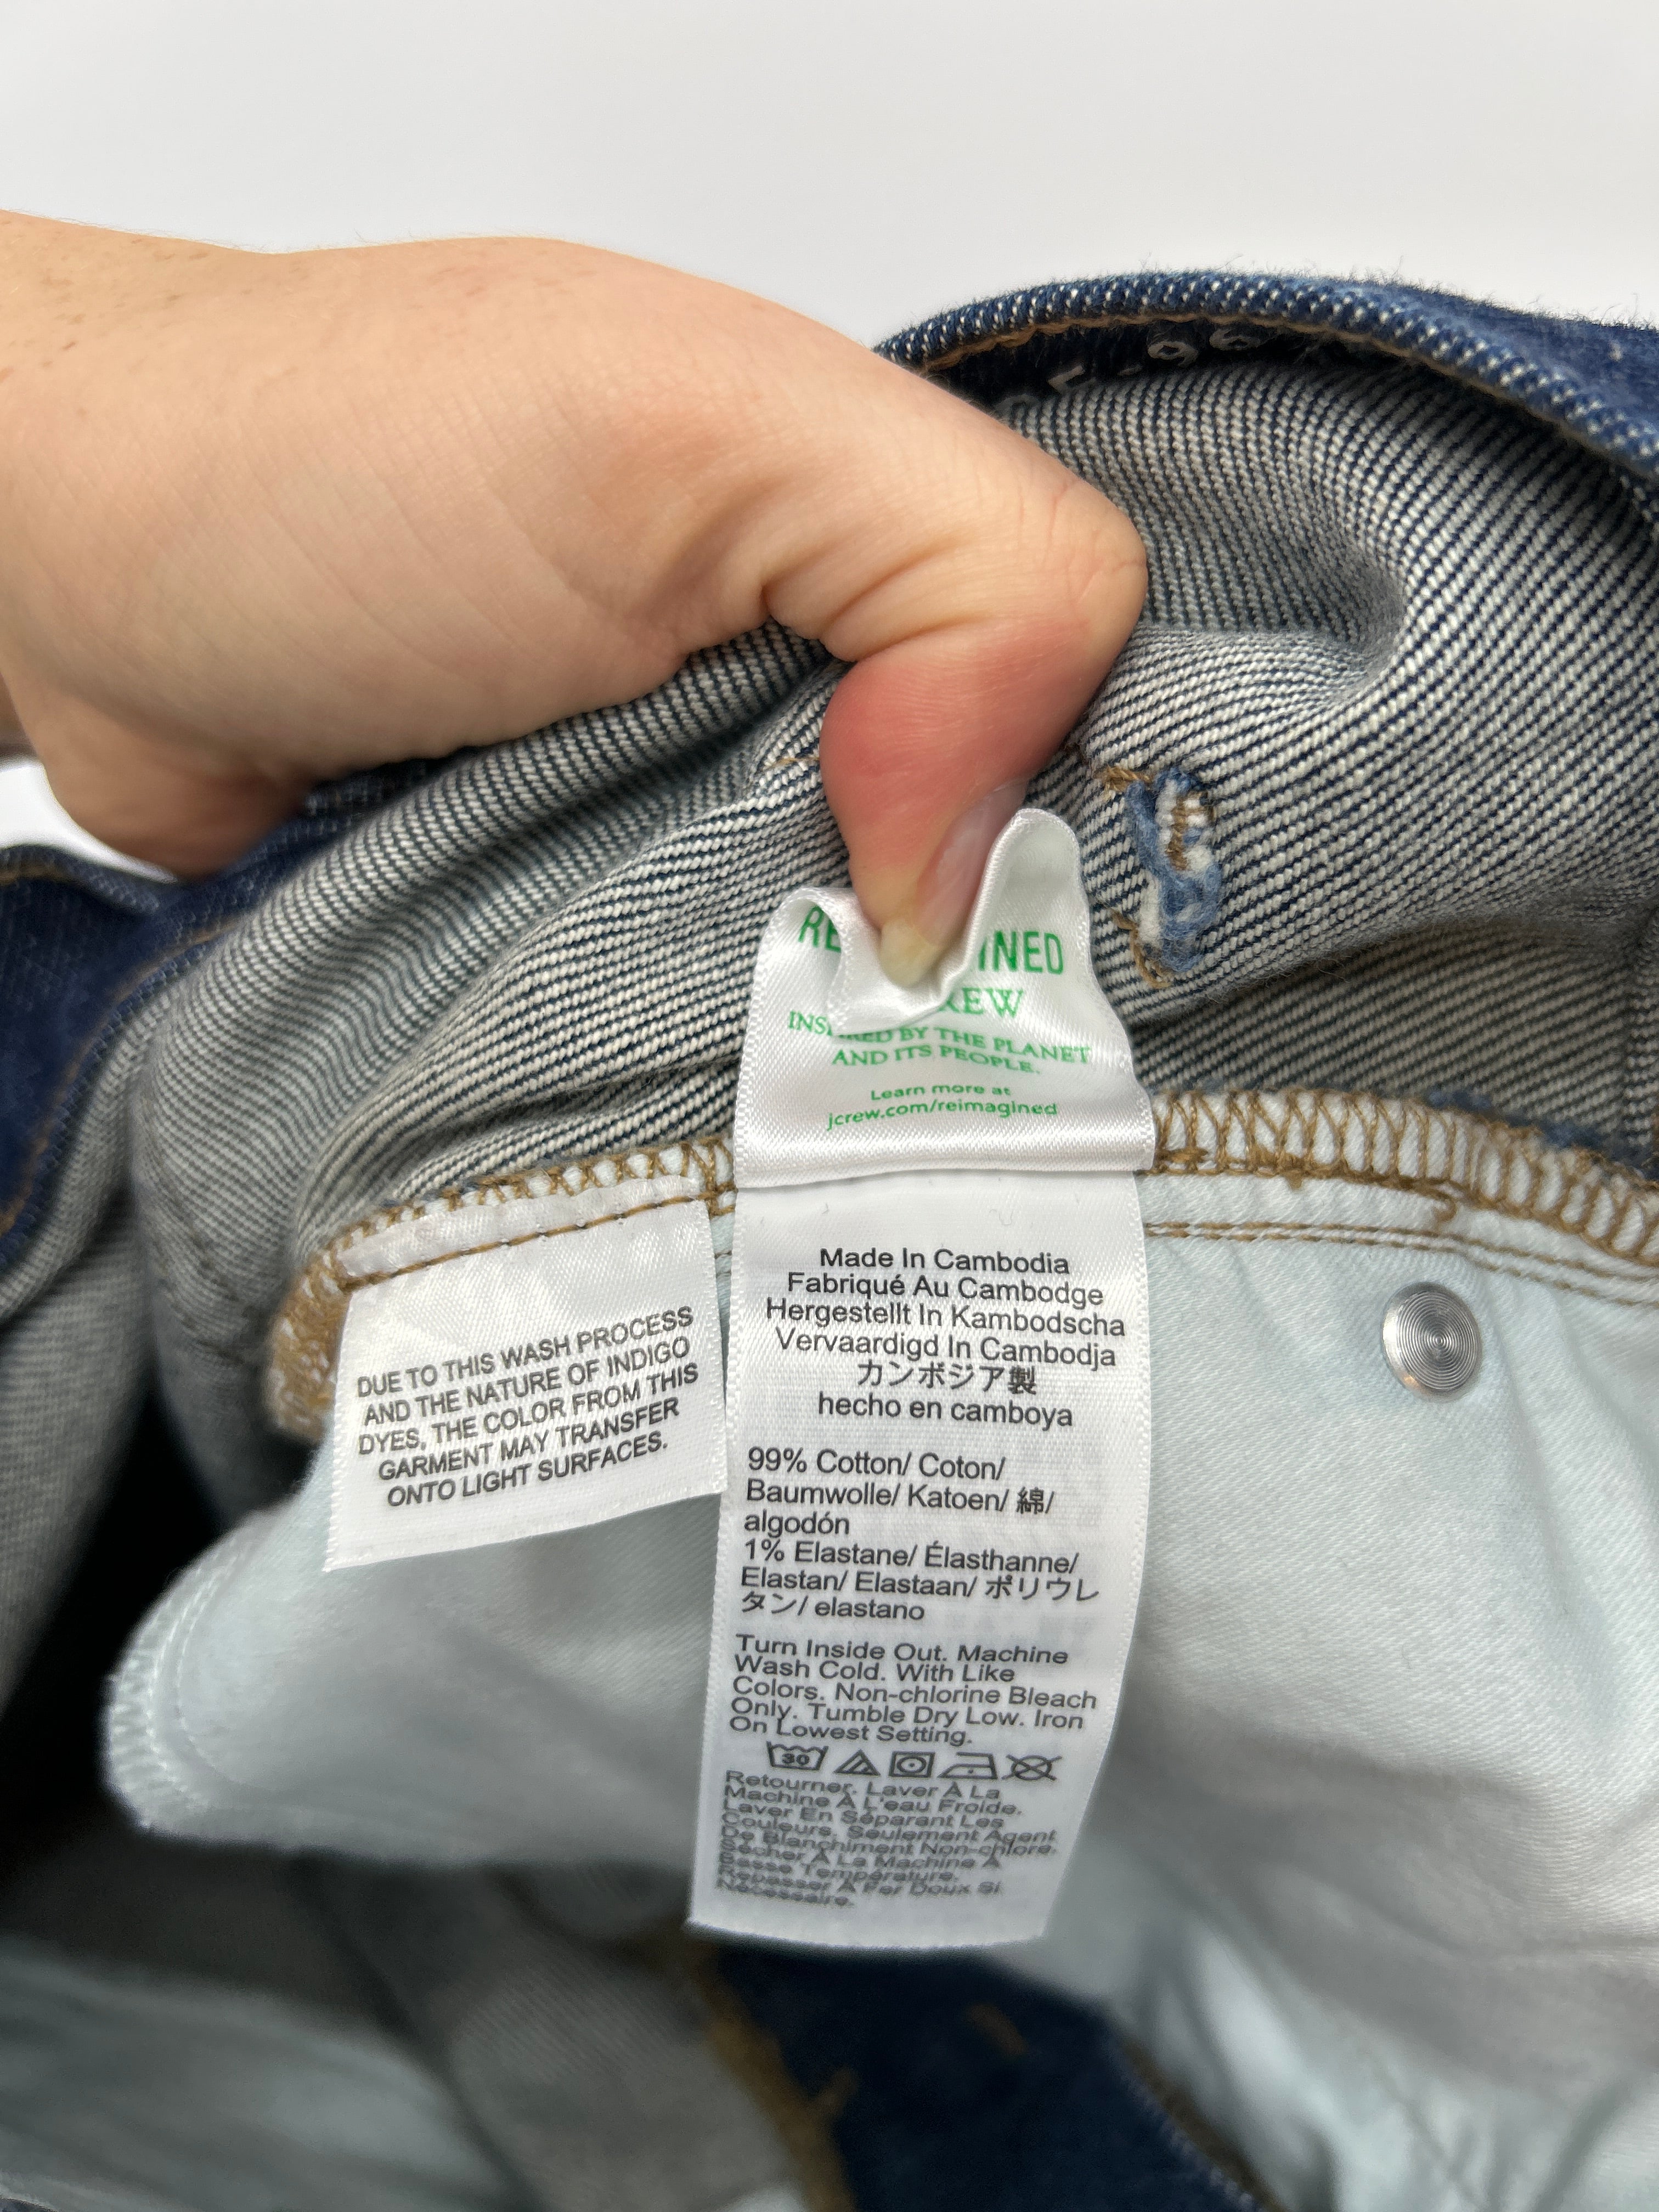 INED
REW
BY THE PLANET
AND ITS PEOPLE.
Learn more at
jcrew.com/reimagined
DUE TO THIS WASH PROCESS
AND THE NATURE OF INDIGO
DYES, THE COLOR FROM THIS
GARMENT MAY TRANSFER
ONTO LIGHT SURFACES.
Made In Cambodia
Fabriqué Au Cambodge
Hergestellt In Kambodscha
Vervaardigd In Cambodja
カンボジア製
hecho en camboya
99% Cotton/ Coton/
Baumwolle/ Katoen/ 綿/
algodón
1% Elastane/ Élasthanne/
Elastan/ Elastaan/ ポリウレ
タン/ elastano
Turn Inside Out. Machine
Wash Cold. With Like
Colors. Non-chlorine Bleach
Only. Tumble Dry Low. Iron
On Lowest Setting.
30
Retourner. Laver À La
Machine À L'eau Froide.
Laver En Séparant Les
Couleurs. Seulement Agent
De Blanchiment Non-chlore.
Sécher À La Machine À
Basse Température.
Repasser À Fer Doux Si
Nécessaire.